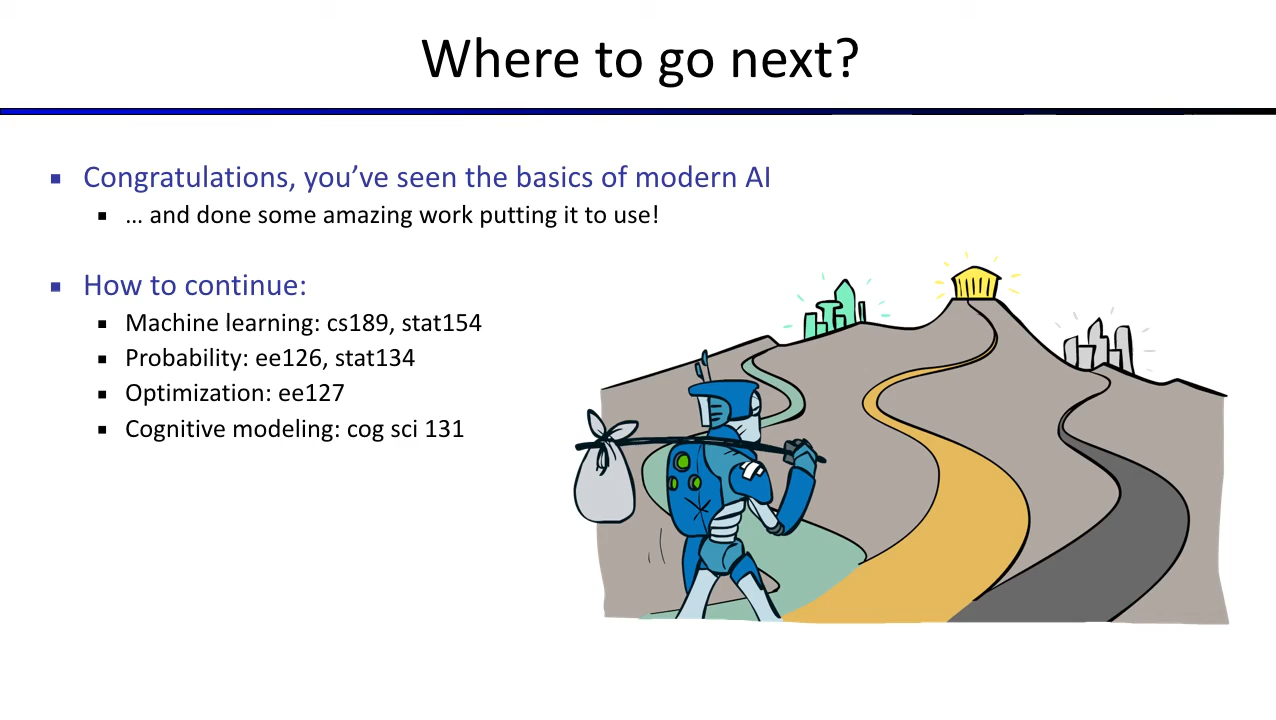 Where to go next?
Congratulations, you’ve seen the basics of modern AI
… and done some amazing work putting it to use!
How to continue:
Machine learning: cs189, stat154
Probability: ee126, stat134
Optimization: ee127
Cognitive modeling: cog sci 131